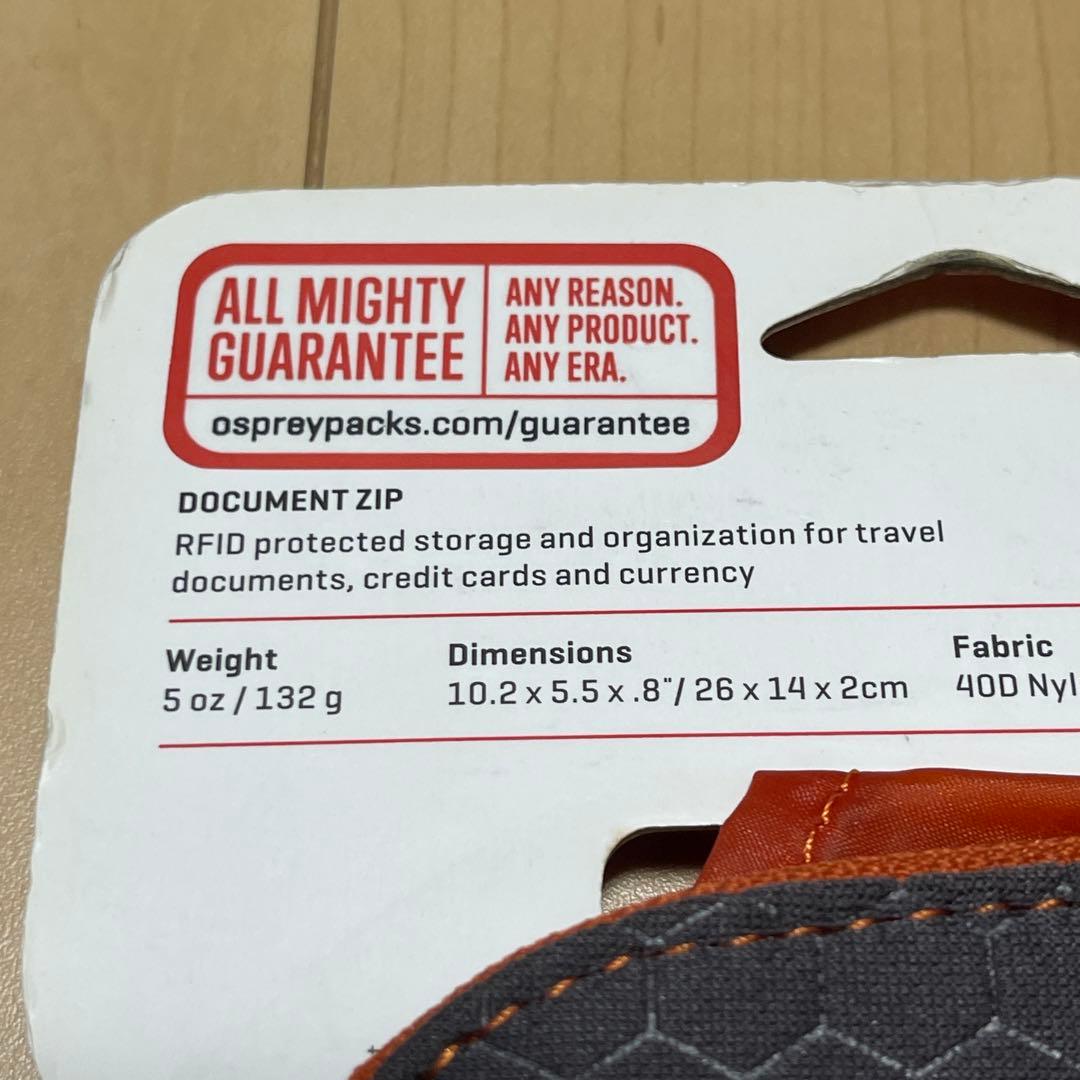 ALL MIGHTY
GUARANTEE
ANY REASON.
ANY PRODUCT.
ANY ERA.
ospreypacks.com/guarantee
DOCUMENT ZIP
RFID protected storage and organization for travel
documents, credit cards and currency
Weight
5 oz / 132 g
Dimensions
10.2 x 5.5 x .8"/ 26 x 14 x 2cm
Fabric
40D Nyl